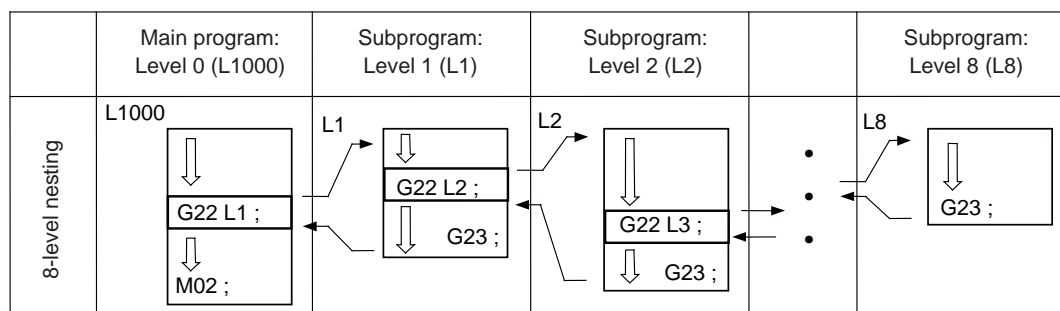 Main program:
Level 0 (L1000)
Subprogram:
Level 1 (L1)
Subprogram:
Level 2 (L2)
Subprogram:
Level 8 (L8)
8-level nesting
L1000
G22 L1 ;
M02 ;
L1
G22 L2 ;
G23 ;
L2
G22 L3 ;
G23 ;
L8
G23 ;